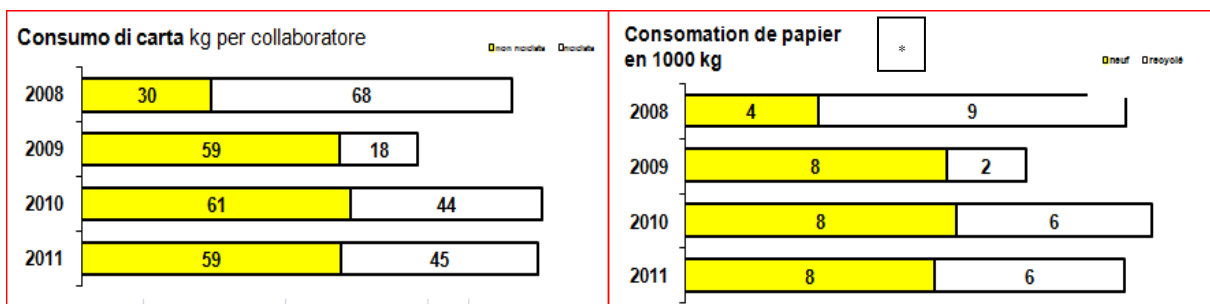 Consumo di carta kg per collaboratore
non riciclata riciclata
2008 30 68
2009 59 18
2010 61 44
2011 59 45
Consomation de papier
en 1000 kg
*
neuf recyclé
2008 4 9
2009 8 2
2010 8 6
2011 8 6